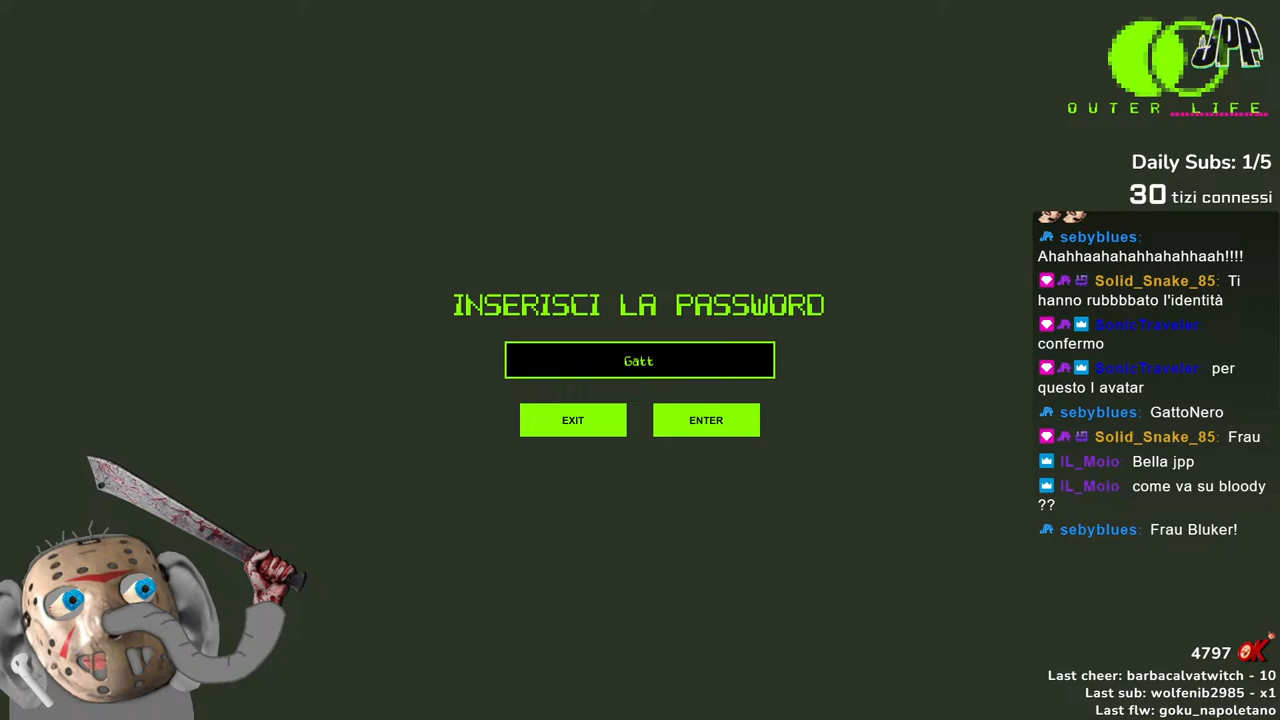 JPP
OUTER LIFE
Daily Subs: 1/5
30 tizi connessi
sebyblues:
Ahahhaahahahhahahhaah!!!!
Solid_Snake_85: Ti
hanno rubbbbato l'identità
SonicTraveler
confermo
SonicTraveler per
questo l avatar
sebyblues: GattoNero
Solid_Snake_85: Frau
IL_Moio: Bella jpp
IL_Moio come va su bloody
??
sebyblues: Frau Bluker!
INSERISCI LA PASSWORD
Gatt
EXIT
ENTER
4797 OK
Last cheer: barbacalvatwitch - 10
Last sub: wolfenib2985 - x1
Last flw: goku_napoletano